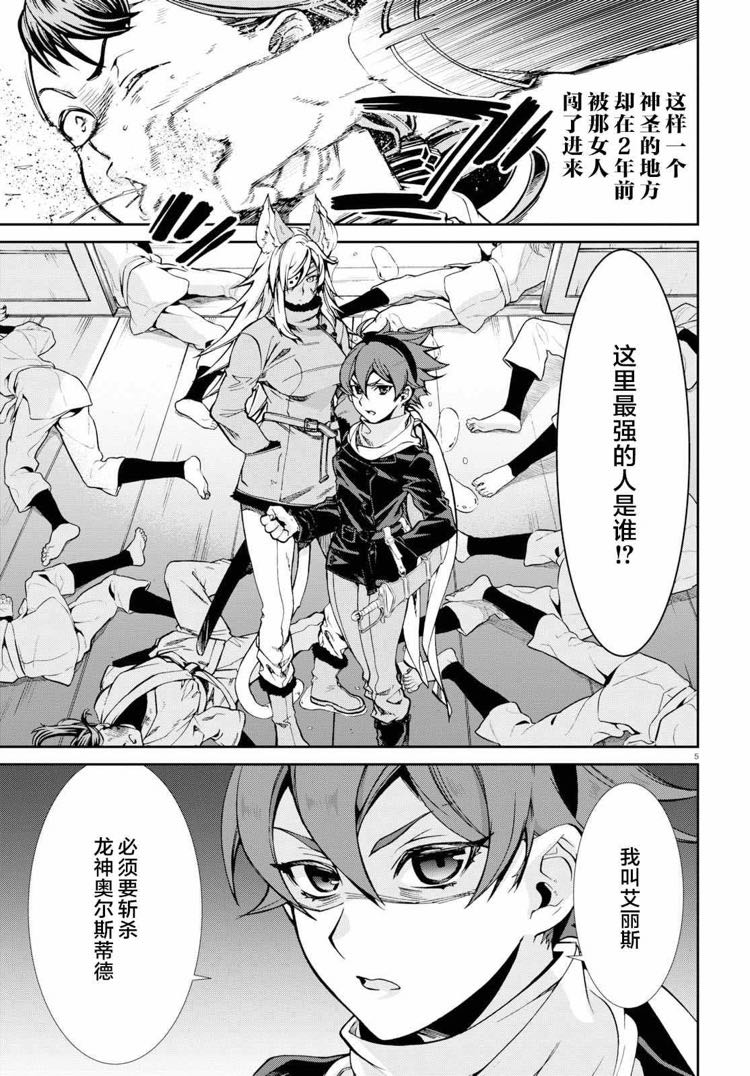 这样一个
神圣的地方
却在2年前
被那女人
闯了进来
这里最强的人是谁!?
5
我叫艾丽斯
必须要斩杀
龙神奥尔斯蒂德